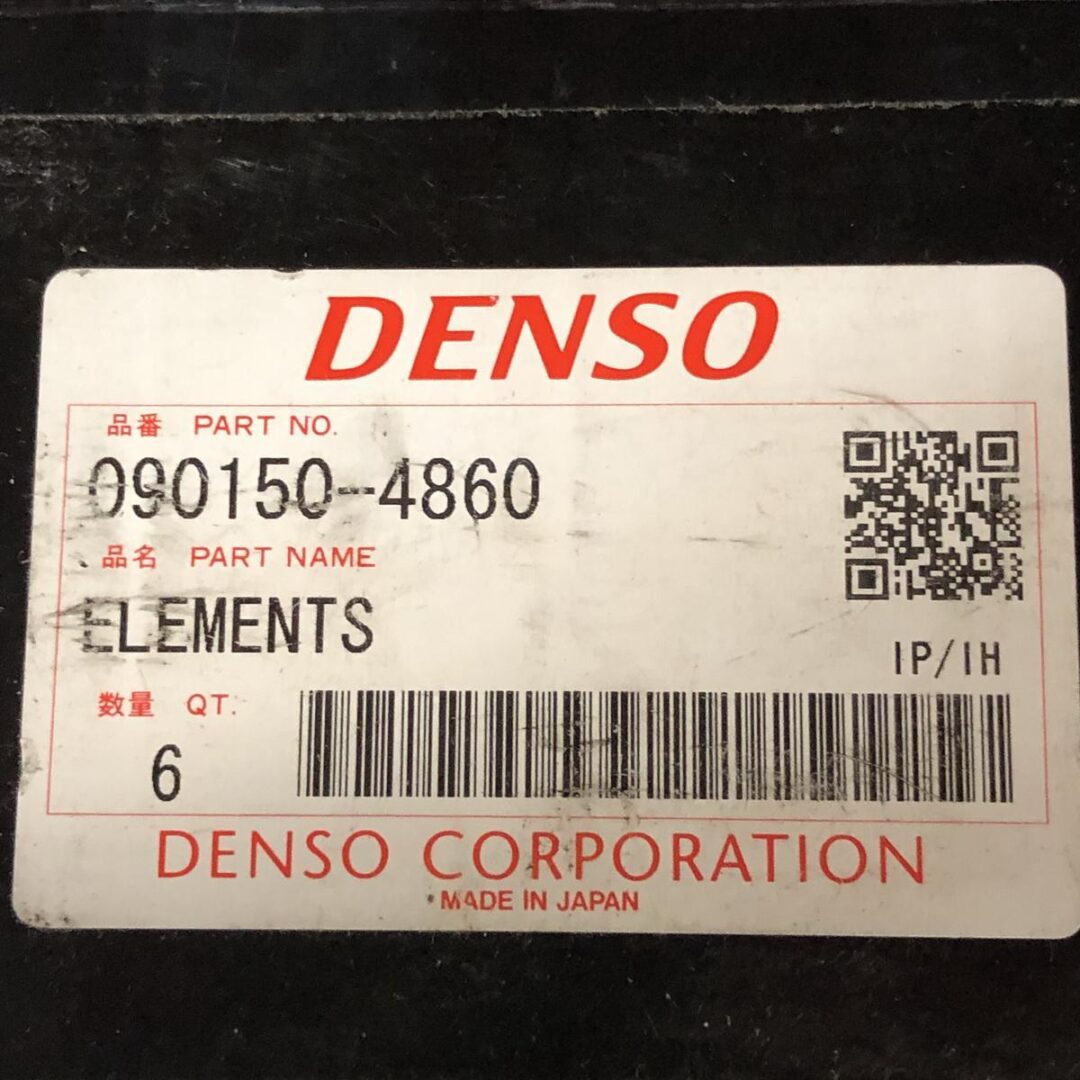 DENSO
品番 PART NO.
090150-4860
品名 PART NAME
ELEMENTS
IP/IH
数量 QT.
6
DENSO CORPORATION
MADE IN JAPAN